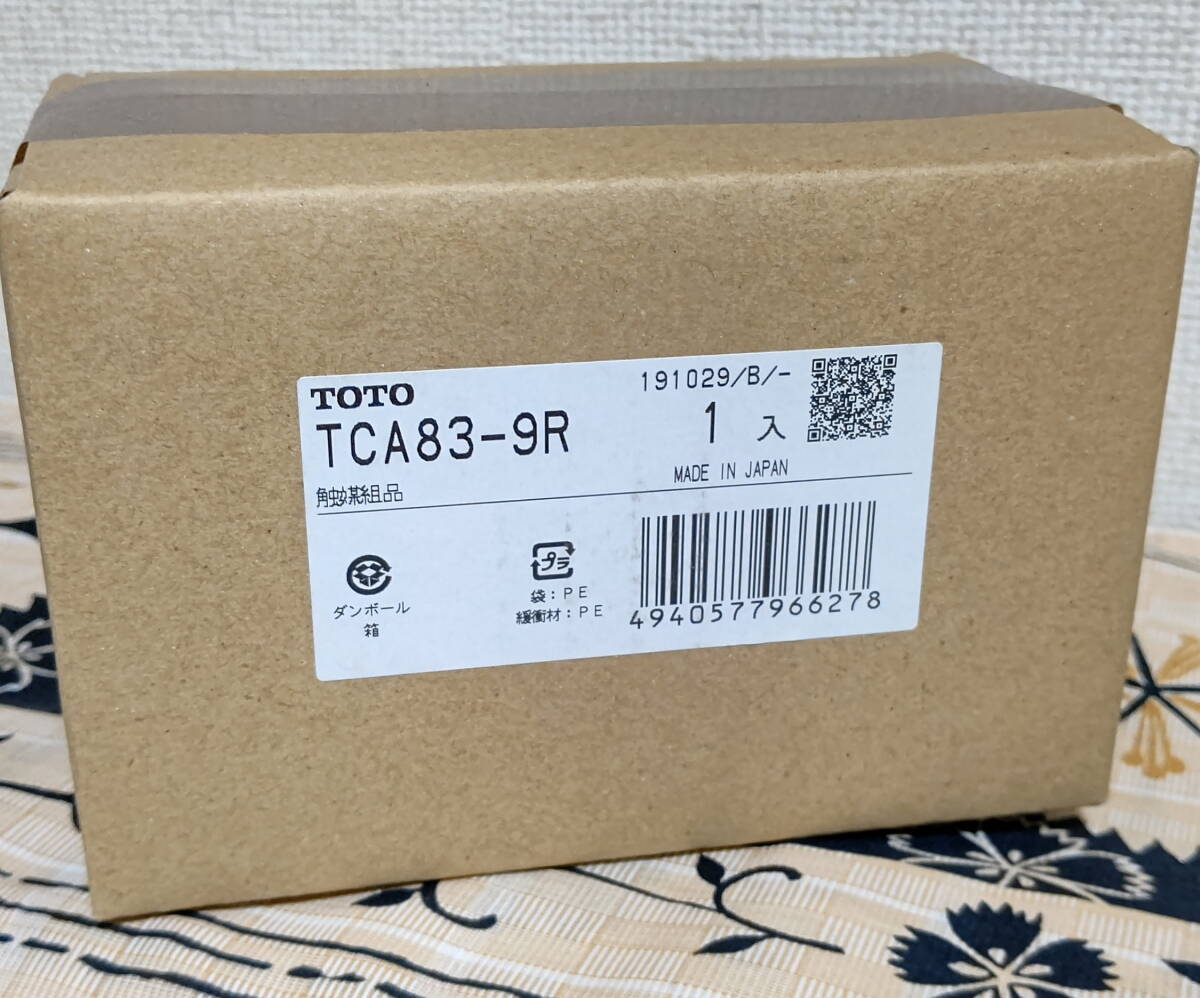 TOTO
191029/B/-
TCA83-9R
1 入
MADE IN JAPAN
触媒組品
ダンボール
箱
プラ
袋：PE
緩衝材：PE
4940577966278